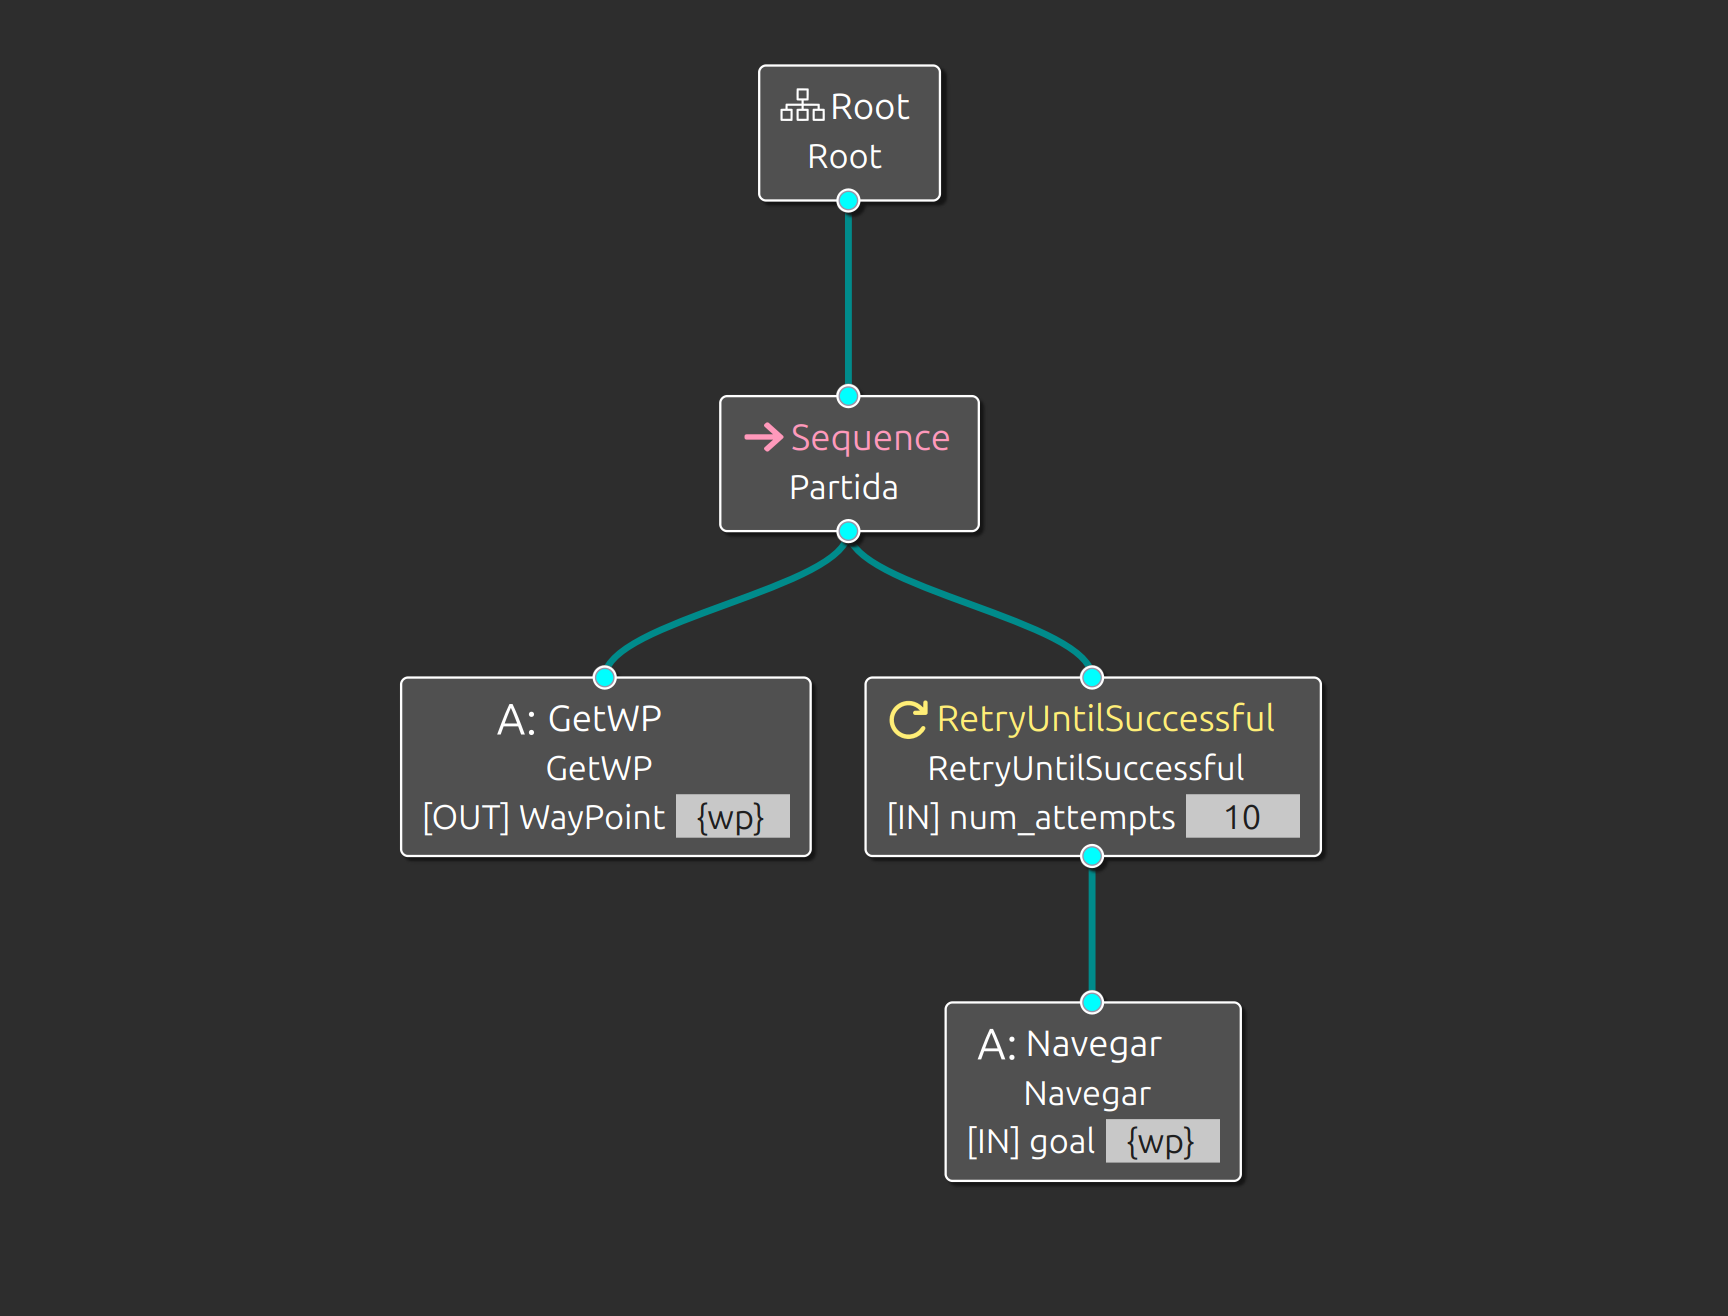 Root
Root
Sequence
Partida
A: GetWP
GetWP
[OUT] WayPoint {wp}
RetryUntilSuccessful
RetryUntilSuccessful
[IN] num_attempts 10
A: Navegar
Navegar
[IN] goal {wp}